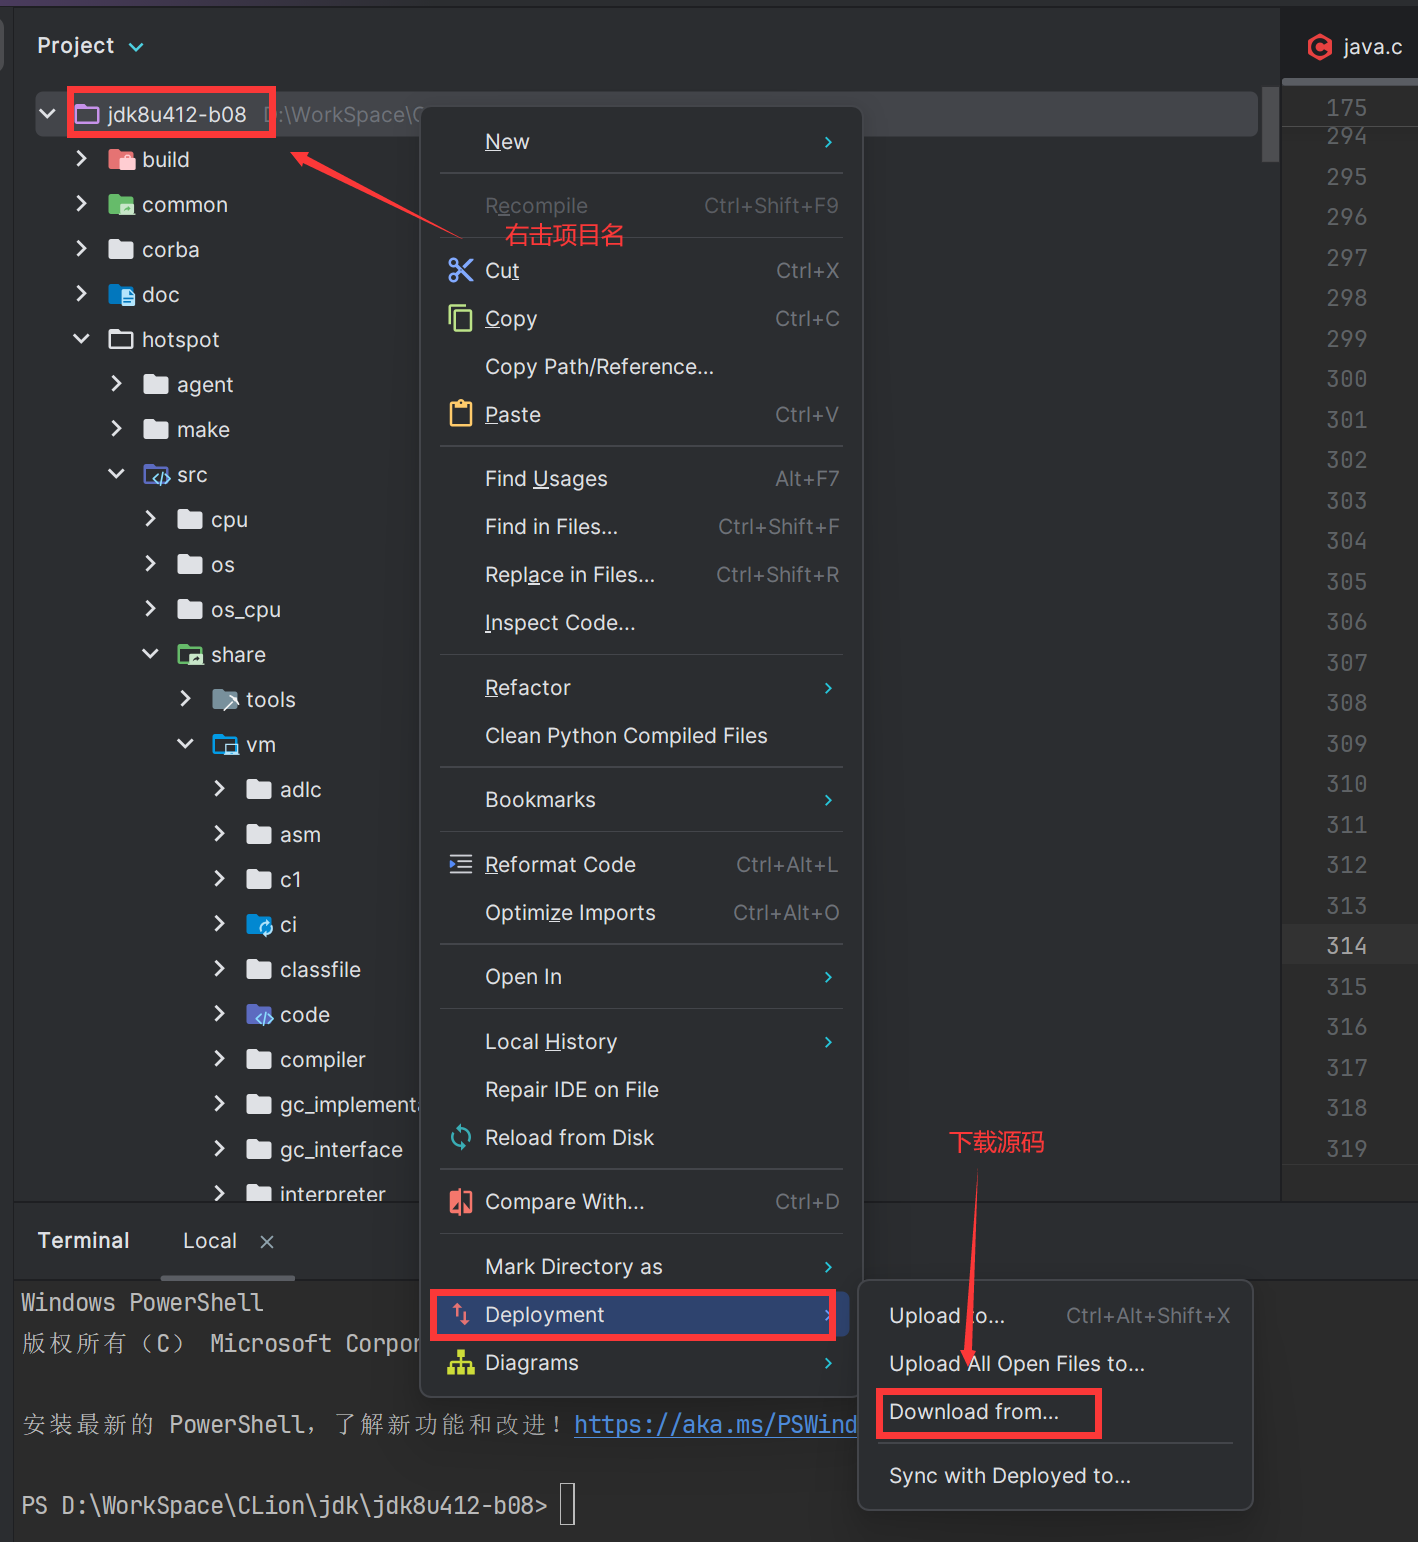 Project
java.c
jdk8u412-b08 D:\WorkSpace\C
build
common
corba
doc
hotspot
agent
make
src
cpu
os
os_cpu
share
tools
vm
adlc
asm
c1
ci
classfile
code
compiler
gc_implementa
gc_interface
interpreter
New
Recompile Ctrl+Shift+F9
右击项目名
Cut Ctrl+X
Copy Ctrl+C
Copy Path/Reference...
Paste Ctrl+V
Find Usages Alt+F7
Find in Files... Ctrl+Shift+F
Replace in Files... Ctrl+Shift+R
Inspect Code...
Refactor
Clean Python Compiled Files
Bookmarks
Reformat Code Ctrl+Alt+L
Optimize Imports Ctrl+Alt+O
Open In
Local History
Repair IDE on File
Reload from Disk
Compare With... Ctrl+D
Mark Directory as
Deployment
Diagrams
下载源码
Upload to... Ctrl+Alt+Shift+X
Upload All Open Files to...
Download from...
Sync with Deployed to...
175
294
295
296
297
298
299
300
301
302
303
304
305
306
307
308
309
310
311
312
313
314
315
316
317
318
319
Terminal Local
Windows PowerShell
版权所有（C） Microsoft Corpor
安装最新的 PowerShell，了解新功能和改进！https://aka.ms/PSWind
PS D:\WorkSpace\CLion\jdk\jdk8u412-b08>